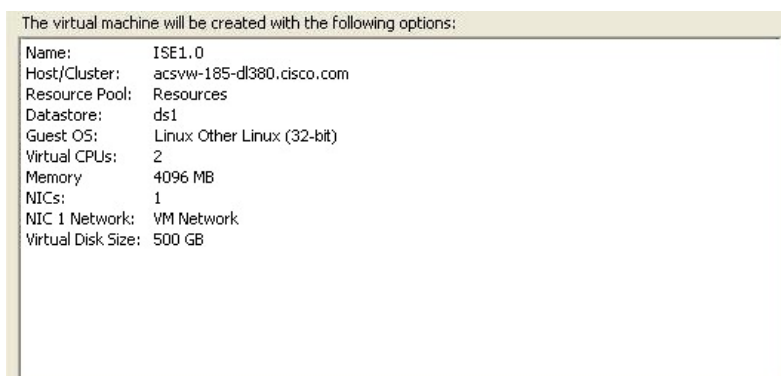 The virtual machine will be created with the following options:
Name: ISE1.0
Host/Cluster: acsvw-185-dl380.cisco.com
Resource Pool: Resources
Datastore: ds1
Guest OS: Linux Other Linux (32-bit)
Virtual CPUs: 2
Memory 4096 MB
NICs: 1
NIC 1 Network: VM Network
Virtual Disk Size: 500 GB